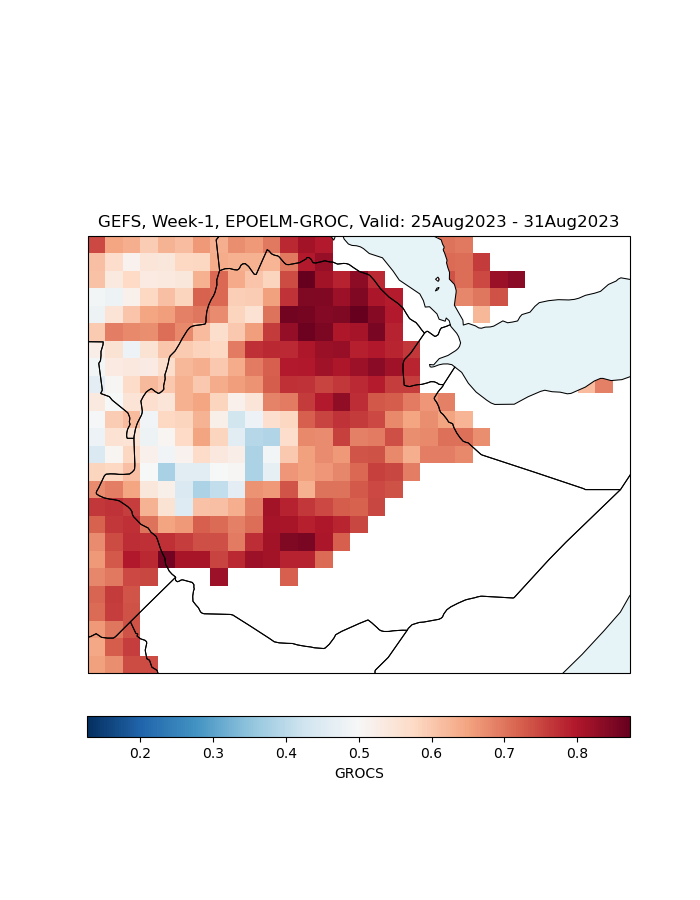 GEFS, Week-1, EPOELM-GROC, Valid: 25Aug2023 - 31Aug2023
0.2 0.3 0.4 0.5 0.6 0.7 0.8
GROCS